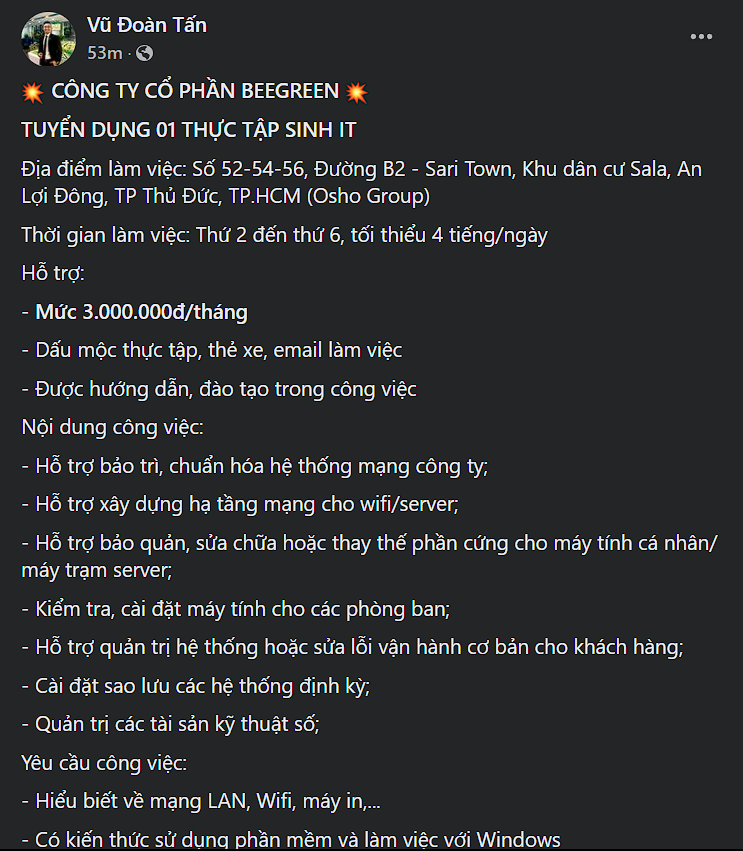 Vũ Đoàn Tấn
53m ·
💥 CÔNG TY CỔ PHẦN BEEGREEN 💥
TUYỂN DỤNG 01 THỰC TẬP SINH IT
Địa điểm làm việc: Số 52-54-56, Đường B2 - Sari Town, Khu dân cư Sala, An
Lợi Đông, TP Thủ Đức, TP.HCM (Osho Group)
Thời gian làm việc: Thứ 2 đến thứ 6, tối thiểu 4 tiếng/ngày
Hỗ trợ:
- Mức 3.000.000đ/tháng
- Dấu mộc thực tập, thẻ xe, email làm việc
- Được hướng dẫn, đào tạo trong công việc
Nội dung công việc:
- Hỗ trợ bảo trì, chuẩn hóa hệ thống mạng công ty;
- Hỗ trợ xây dựng hạ tầng mạng cho wifi/server;
- Hỗ trợ bảo quản, sửa chữa hoặc thay thế phần cứng cho máy tính cá nhân/
máy trạm server;
- Kiểm tra, cài đặt máy tính cho các phòng ban;
- Hỗ trợ quản trị hệ thống hoặc sửa lỗi vận hành cơ bản cho khách hàng;
- Cài đặt sao lưu các hệ thống định kỳ;
- Quản trị các tài sản kỹ thuật số;
Yêu cầu công việc:
- Hiểu biết về mạng LAN, Wifi, máy in,...
- Có kiến thức sử dụng phần mềm và làm việc với Windows